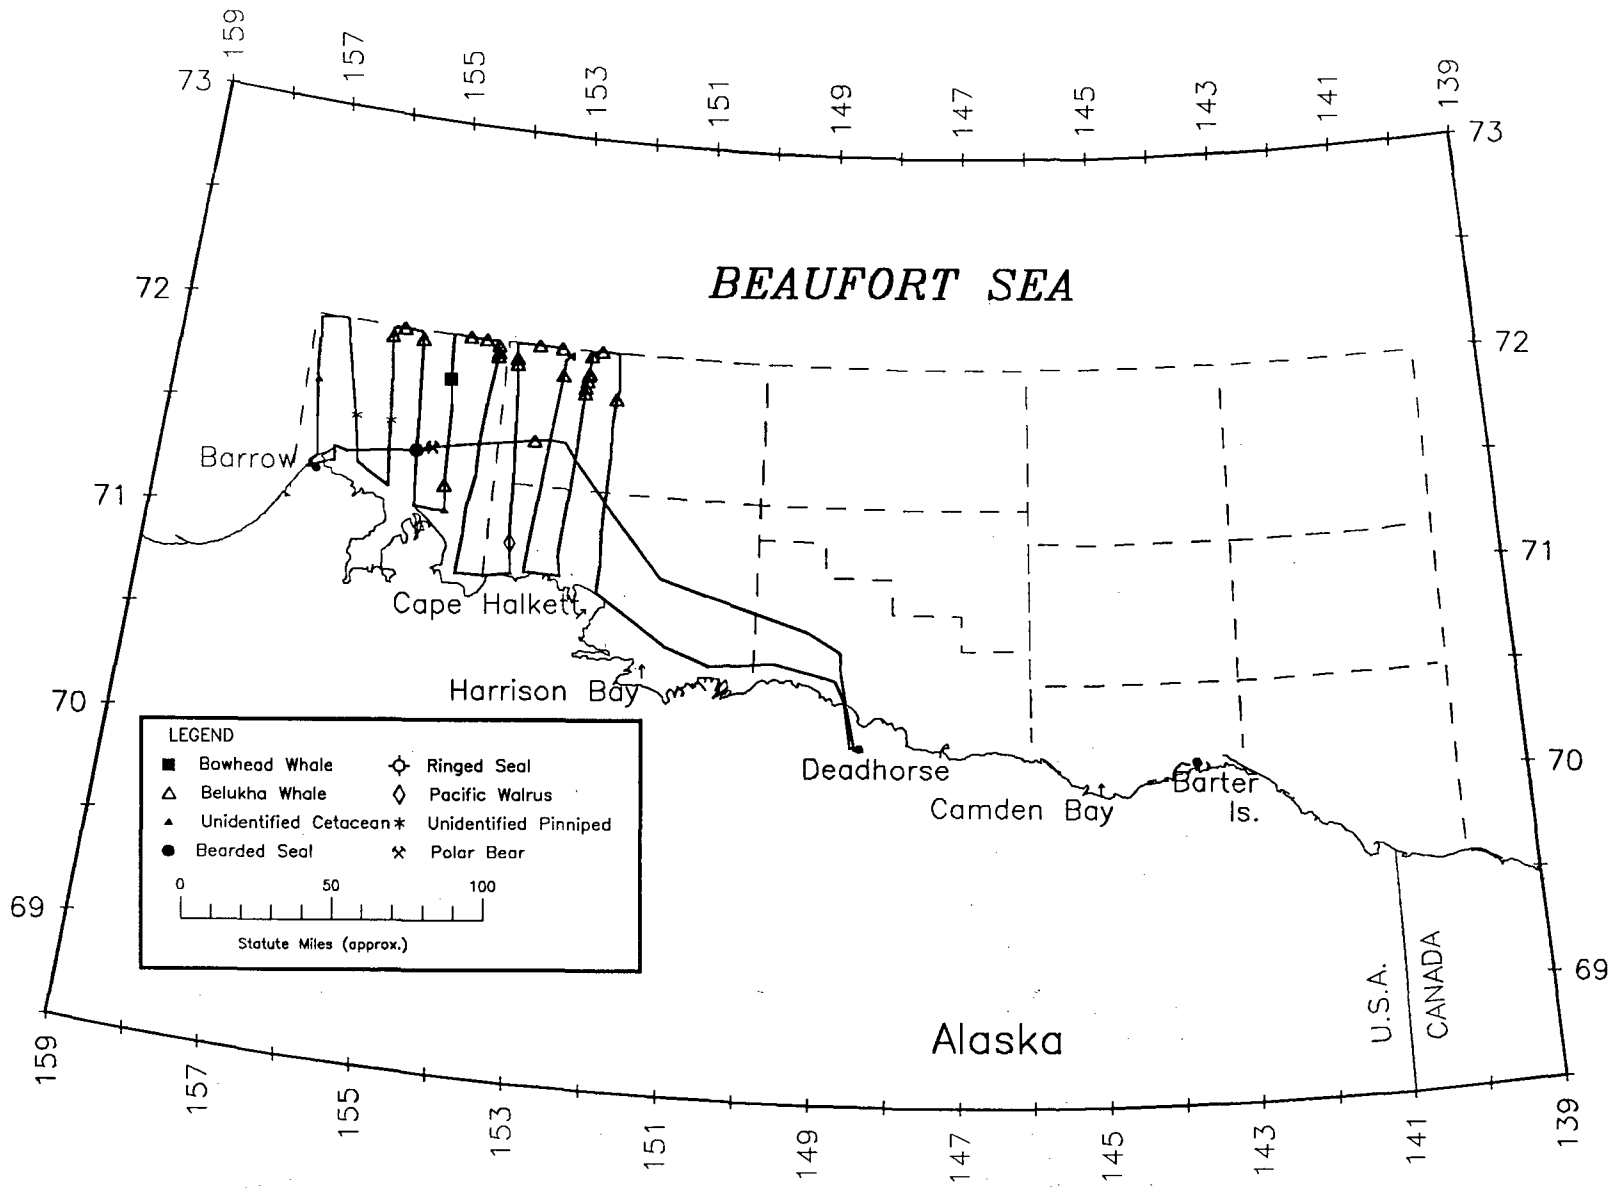 159
157
155
153
151
149
147
145
143
141
139
73
73
BEAUFORT SEA
72
72
Barrow
71
71
Cape Halkett
Harrison Bay
70
70
Deadhorse
Camden Bay
Barter
Is.
LEGEND
Bowhead Whale
Ringed Seal
Belukha Whale
Pacific Walrus
Unidentified Cetacean
Unidentified Pinniped
Bearded Seal
Polar Bear
0 50 100
Statute Miles (approx.)
69
69
U.S.A.
CANADA
Alaska
159
157
155
153
151
149
147
145
143
141
139